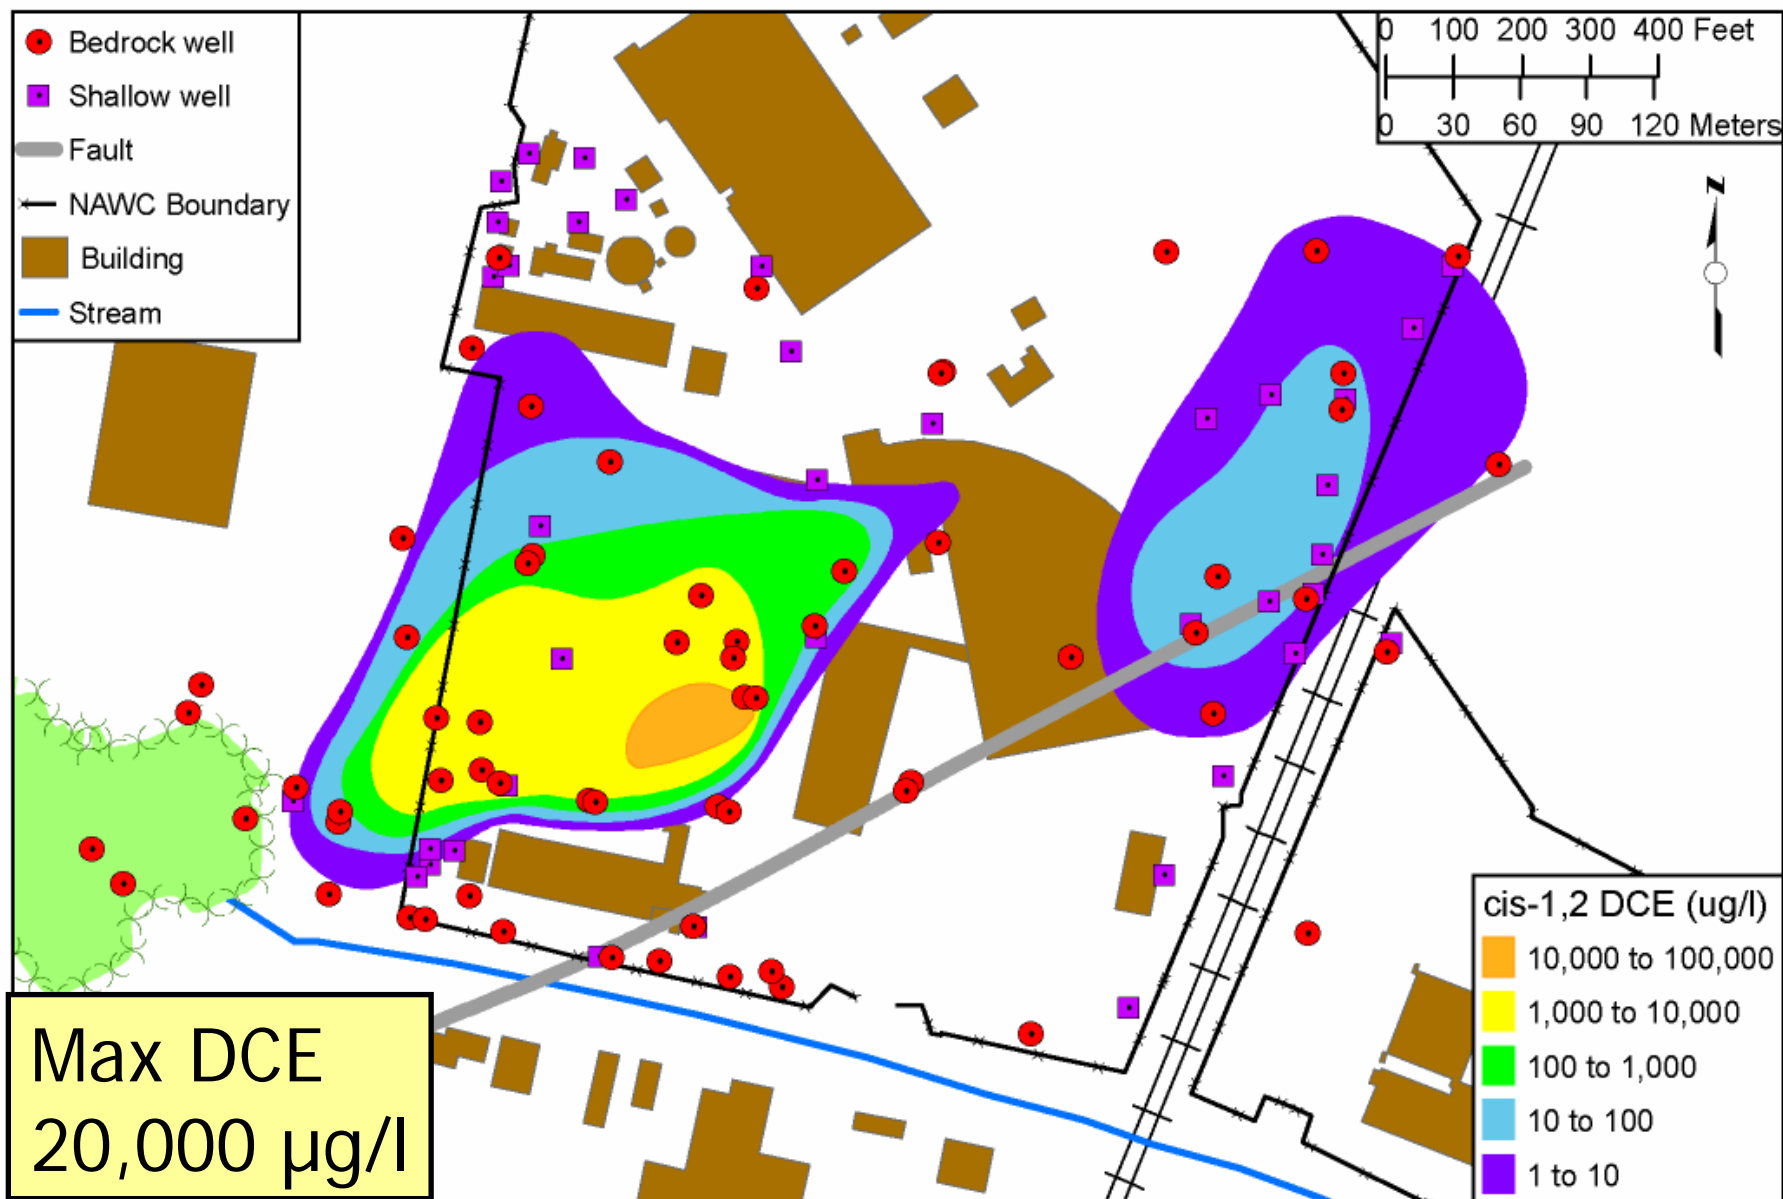 Bedrock well
Shallow well
Fault
NAWC Boundary
Building
Stream
0 100 200 300 400 Feet
0 30 60 90 120 Meters
N
cis-1,2 DCE (ug/l)
10,000 to 100,000
1,000 to 10,000
100 to 1,000
10 to 100
1 to 10
Max DCE
20,000 µg/l